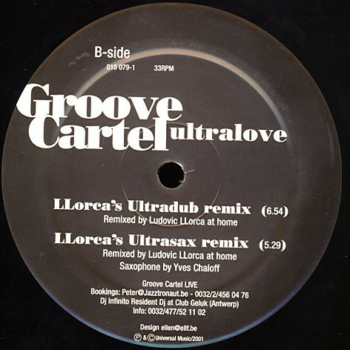 B-side
015 079-1
33RPM
Groove
Cartel ultralove
LLorca's Ultradub remix (6.54)
Remixed by Ludovic LLorca at home
LLorca's Ultrasax remix (5.29)
Remixed by Ludovic LLorca at home
Saxophone by Yves Chaloff
Groove Cartel LIVE
Bookings: Peter@Jazztronaut.be - 0032/2/456 04 76
Dj Infinito Resident Dj at Club Geluk (Antwerp)
Info: 0032/477/52 11 02
Design ellen@elif.be
℗&©Universal Music/2001